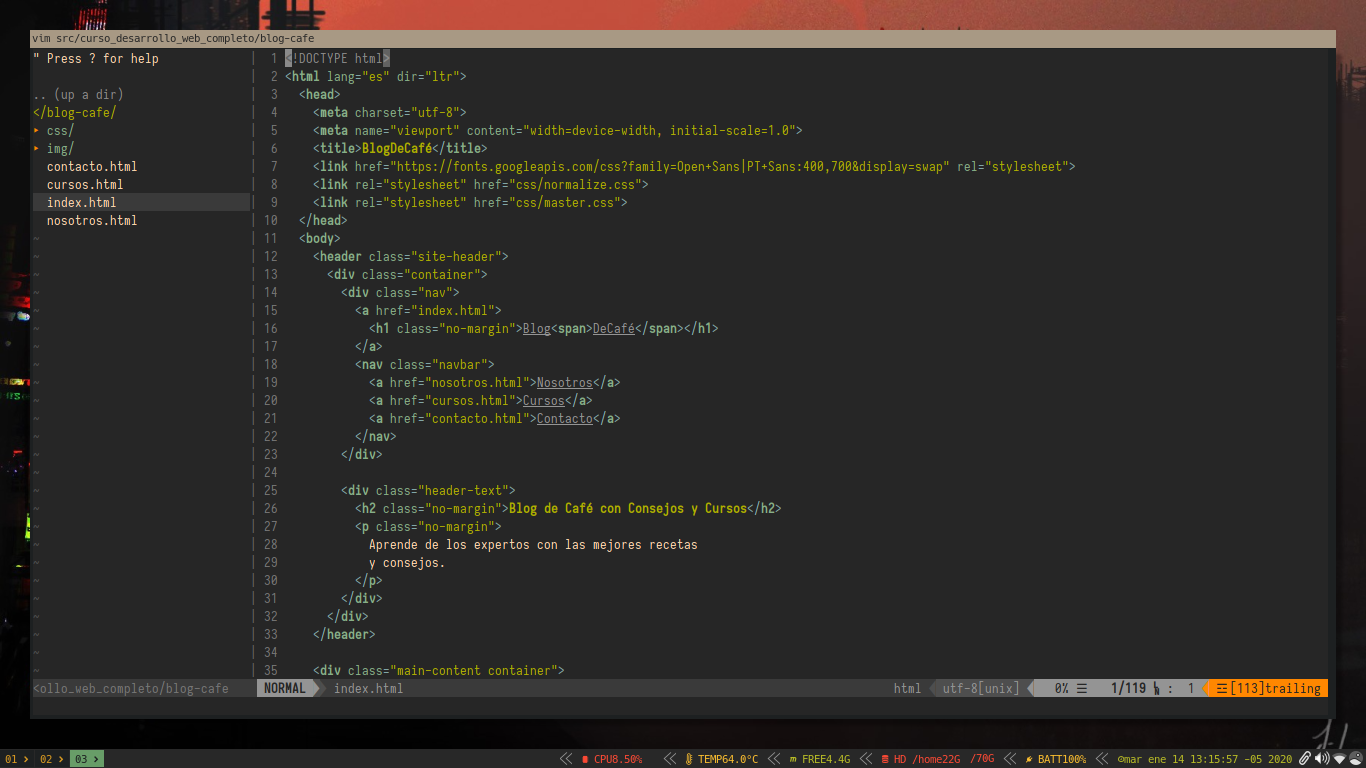 vim src/curso_desarrollo_web_completo/blog-cafe
" Press ? for help
.. (up a dir)
</blog-cafe/
▸ css/
▸ img/
contacto.html
cursos.html
index.html
nosotros.html
1 <!DOCTYPE html>
2 <html lang="es" dir="ltr">
3 <head>
4 <meta charset="utf-8">
5 <meta name="viewport" content="width=device-width, initial-scale=1.0">
6 <title>BlogDeCafé</title>
7 <link href="https://fonts.googleapis.com/css?family=Open+Sans|PT+Sans:400,700&display=swap" rel="stylesheet">
8 <link rel="stylesheet" href="css/normalize.css">
9 <link rel="stylesheet" href="css/master.css">
10 </head>
11 <body>
12 <header class="site-header">
13 <div class="container">
14 <div class="nav">
15 <a href="index.html">
16 <h1 class="no-margin">Blog<span>DeCafé</span></h1>
17 </a>
18 <nav class="navbar">
19 <a href="nosotros.html">Nosotros</a>
20 <a href="cursos.html">Cursos</a>
21 <a href="contacto.html">Contacto</a>
22 </nav>
23 </div>
24
25 <div class="header-text">
26 <h2 class="no-margin">Blog de Café con Consejos y Cursos</h2>
27 <p class="no-margin">
28 Aprende de los expertos con las mejores recetas
29 y consejos.
30 </p>
31 </div>
32 </div>
33 </header>
34
35 <div class="main-content container">
<ollo_web_completo/blog-cafe NORMAL index.html html utf-8[unix] 0% ☰ 1/119 : 1 [113]trailing
01 > 02 > 03 > CPU8.50% TEMP64.0°C FREE4.4G HD /home22G /70G BATT100% mar ene 14 13:15:57 -05 2020